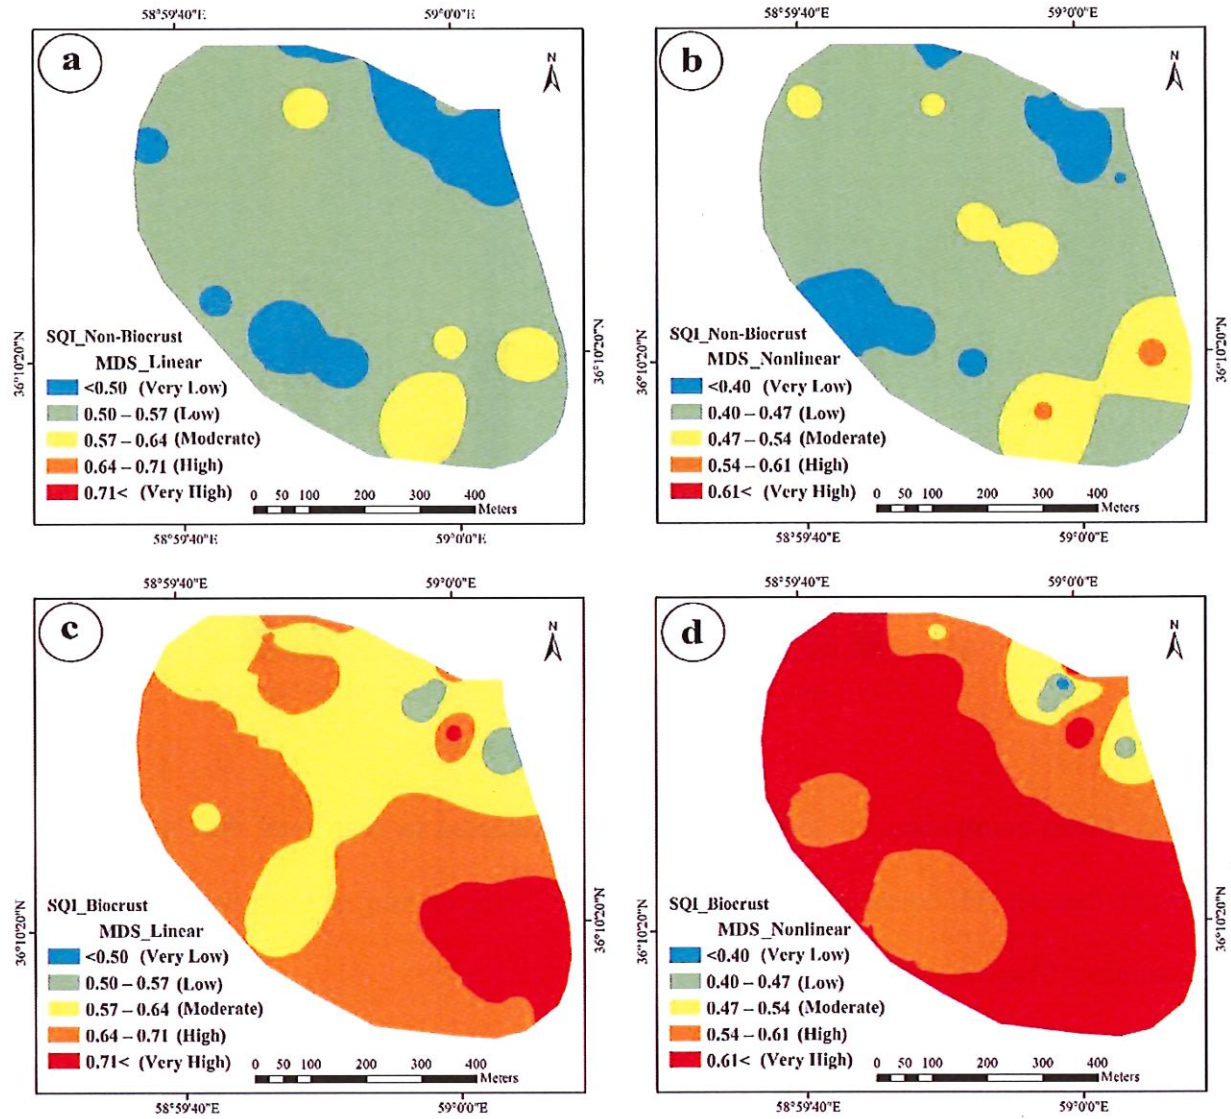 58°59'40"E 59°0'0"E
a
N
SQI_Non-Biocrust
MDS_Linear
<0.50 (Very Low)
0.50 – 0.57 (Low)
0.57 – 0.64 (Moderate)
0.64 – 0.71 (High)
0.71< (Very High)
0 50 100 200 300 400
Meters
36°10'20"N
36°10'20"N
58°59'40"E 59°0'0"E
58°59'40"E 59°0'0"E
b
N
SQI_Non-Biocrust
MDS_Nonlinear
<0.40 (Very Low)
0.40 – 0.47 (Low)
0.47 – 0.54 (Moderate)
0.54 – 0.61 (High)
0.61< (Very High)
0 50 100 200 300 400
Meters
36°10'20"N
58°59'40"E 59°0'0"E
58°59'40"E 59°0'0"E
c
N
SQI_Biocrust
MDS_Linear
<0.50 (Very Low)
0.50 – 0.57 (Low)
0.57 – 0.64 (Moderate)
0.64 – 0.71 (High)
0.71< (Very High)
0 50 100 200 300 400
Meters
36°10'20"N
36°10'20"N
58°59'40"E 59°0'0"E
58°59'40"E 59°0'0"E
d
N
SQI_Biocrust
MDS_Nonlinear
<0.40 (Very Low)
0.40 – 0.47 (Low)
0.47 – 0.54 (Moderate)
0.54 – 0.61 (High)
0.61< (Very High)
0 50 100 200 300 400
Meters
36°10'20"N
58°59'40"E 59°0'0"E